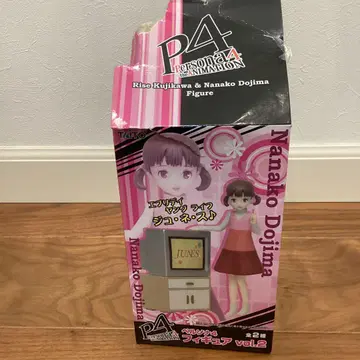 P4
Persona4
the ANIMATION
Rise Kujikawa & Nanako Dojima
Figure
Nanako Dojima
エヴリデイ
ヤングライフ
ジュ・ネ・ス♪
JUNES
Nanako Dojima
P4
ペルソナ4
フィギュア vol.2
全2種